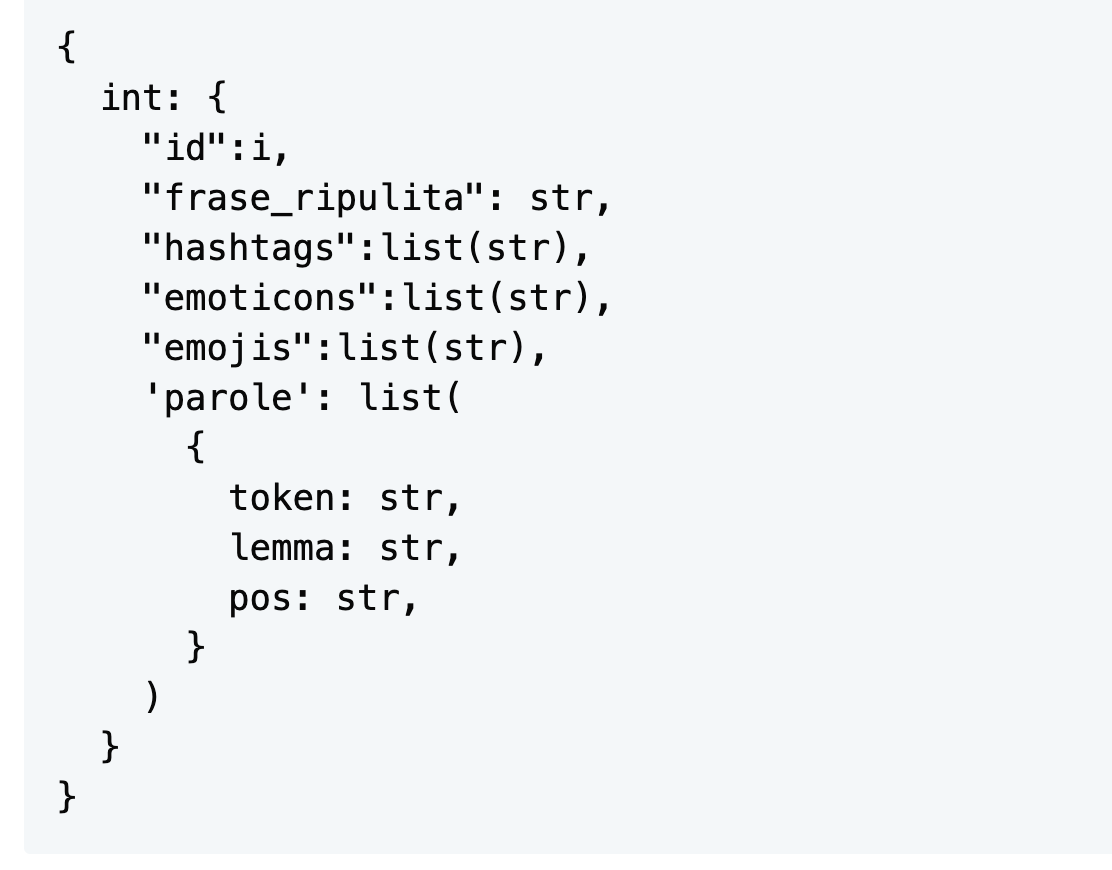 {
int: {
"id":i,
"frase_ripulita": str,
"hashtags":list(str),
"emoticons":list(str),
"emojis":list(str),
'parole': list(
{
token: str,
lemma: str,
pos: str,
}
)
}
}